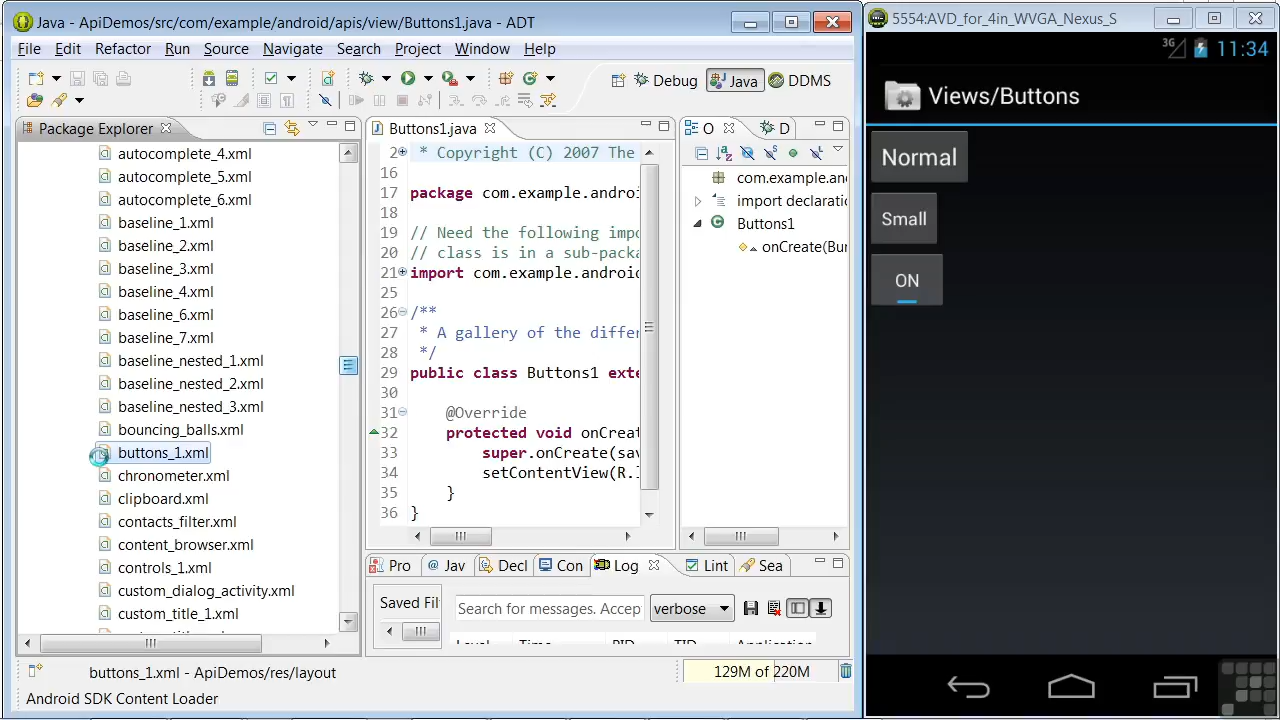 Java - ApiDemos/src/com/example/android/apis/view/Buttons1.java - ADT
File Edit Refactor Run Source Navigate Search Project Window Help
Debug Java DDMS
Package Explorer
autocomplete_4.xml
autocomplete_5.xml
autocomplete_6.xml
baseline_1.xml
baseline_2.xml
baseline_3.xml
baseline_4.xml
baseline_6.xml
baseline_7.xml
baseline_nested_1.xml
baseline_nested_2.xml
baseline_nested_3.xml
bouncing_balls.xml
buttons_1.xml
chronometer.xml
clipboard.xml
contacts_filter.xml
content_browser.xml
controls_1.xml
custom_dialog_activity.xml
custom_title_1.xml
Buttons1.java
2 * Copyright (C) 2007 The
16
17 package com.example.androi
18
19 // Need the following impo
20 // class is in a sub-packa
21 import com.example.android
25
26 /**
27 * A gallery of the differ
28 */
29 public class Buttons1 exte
30
31 @Override
32 protected void onCreat
33 super.onCreate(sav
34 setContentView(R.l
35 }
36 }
O D
com.example.an
import declaratio
Buttons1
onCreate(Bur
Pro Jav Decl Con Log Lint Sea
Saved Fil
Search for messages. Accep
verbose
Level Time PID TID Application
buttons_1.xml - ApiDemos/res/layout
129M of 220M
Android SDK Content Loader
5554:AVD_for_4in_WVGA_Nexus_S
3G 11:34
Views/Buttons
Normal
Small
ON